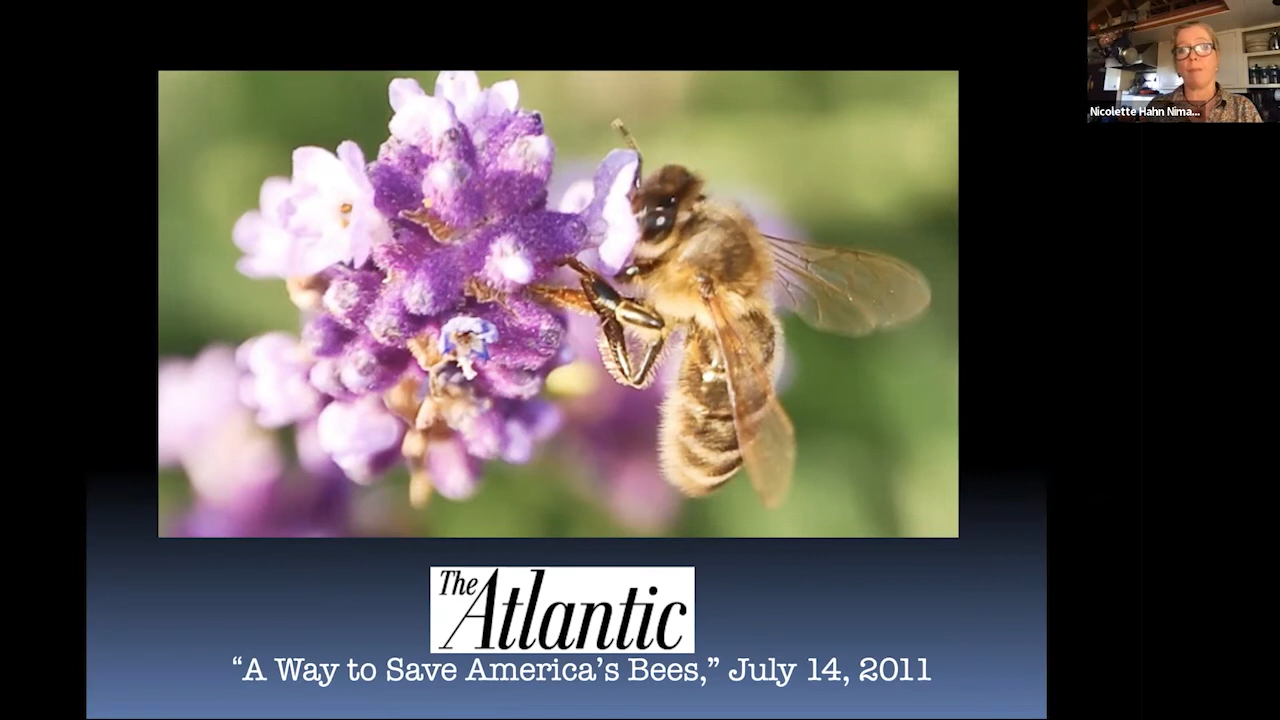 Nicolette Hahn Nima...
The Atlantic
“A Way to Save America’s Bees,” July 14, 2011